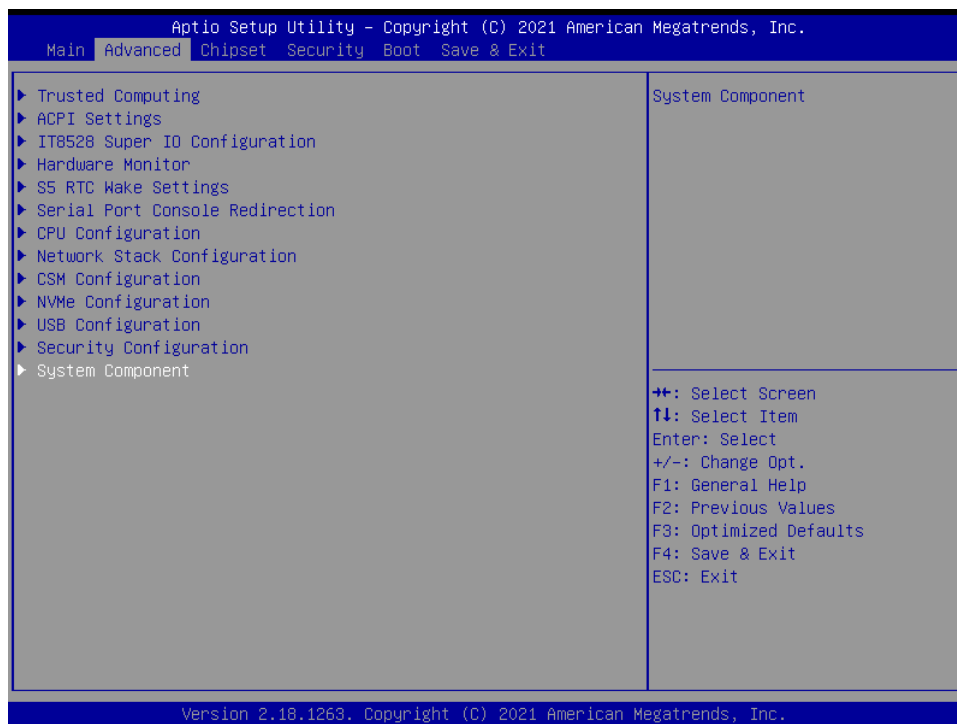 Aptio Setup Utility – Copyright (C) 2021 American Megatrends, Inc.
Main Advanced Chipset Security Boot Save & Exit
▶ Trusted Computing
▶ ACPI Settings
▶ IT8528 Super IO Configuration
▶ Hardware Monitor
▶ S5 RTC Wake Settings
▶ Serial Port Console Redirection
▶ CPU Configuration
▶ Network Stack Configuration
▶ CSM Configuration
▶ NVMe Configuration
▶ USB Configuration
▶ Security Configuration
▶ System Component
System Component
→←: Select Screen
↑↓: Select Item
Enter: Select
+/-: Change Opt.
F1: General Help
F2: Previous Values
F3: Optimized Defaults
F4: Save & Exit
ESC: Exit
Version 2.18.1263. Copyright (C) 2021 American Megatrends, Inc.